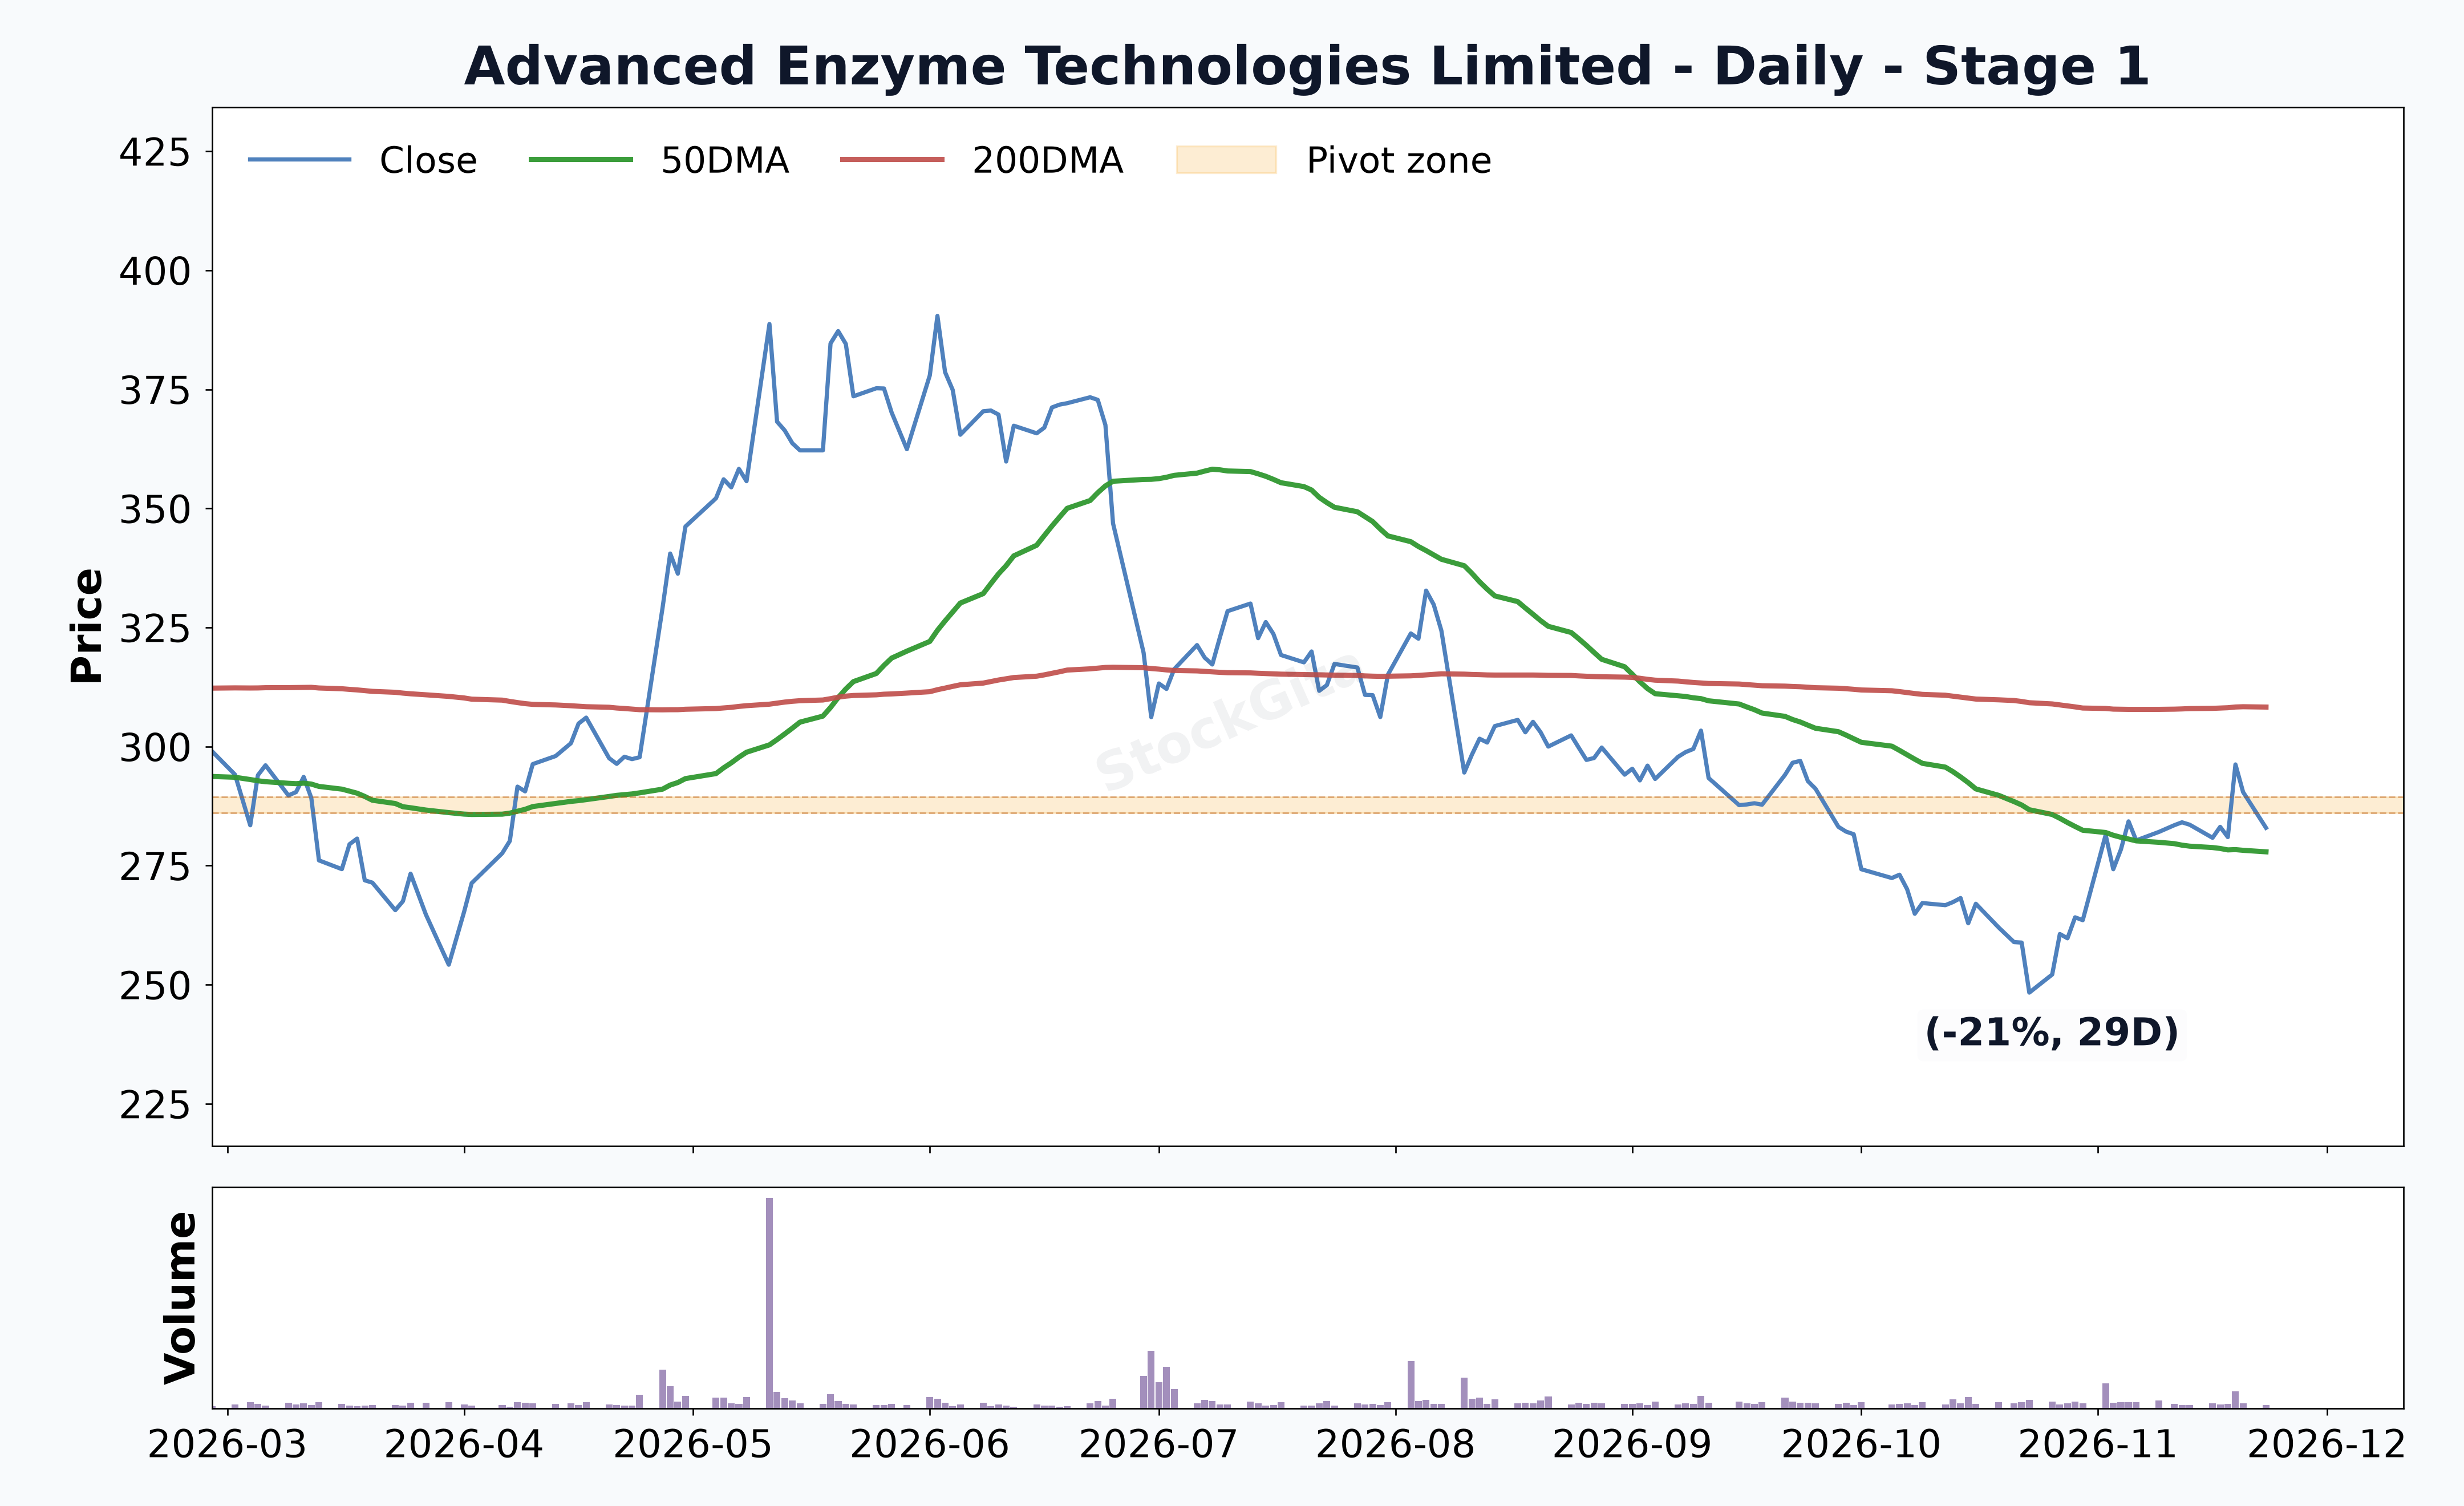 Advanced Enzyme Technologies Limited - Daily - Stage 1
Close 50DMA 200DMA Pivot zone
Price
425
400
375
350
325
300
275
250
225
(-21%, 29D)
Volume
2026-03 2026-04 2026-05 2026-06 2026-07 2026-08 2026-09 2026-10 2026-11 2026-12